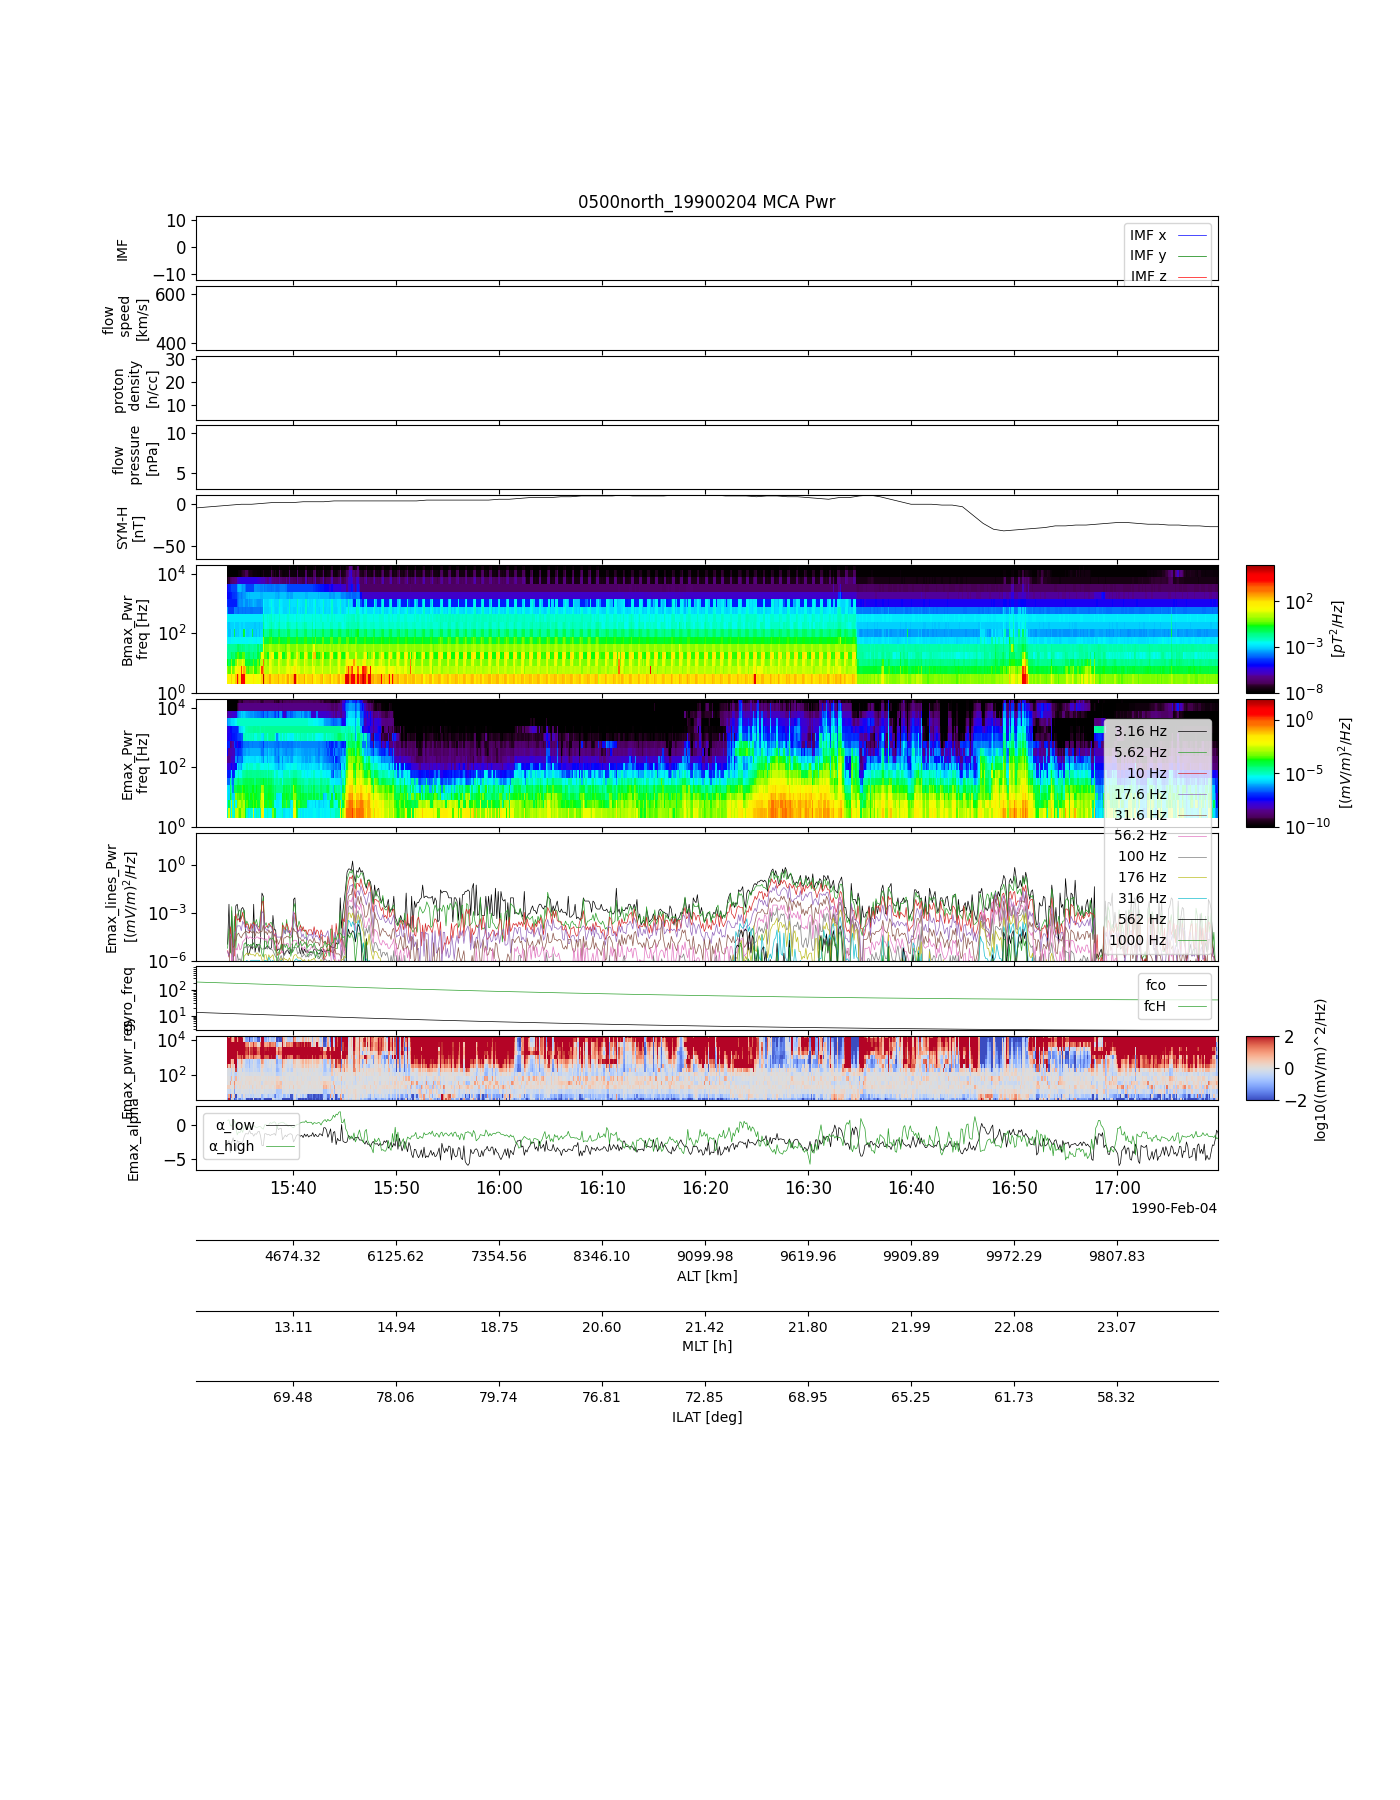 0500north_19900204 MCA Pwr
10
0
−10
IMF
IMF x
IMF y
IMF z
600
400
flow
speed
[km/s]
30
20
10
proton
density
[n/cc]
10
5
flow
pressure
[nPa]
0
−50
SYM-H
[nT]
10^4
10^2
10^0
Bmax_Pwr
freq [Hz]
10^2
10^−3
10^−8
[pT^2/Hz]
10^4
10^2
10^0
Emax_Pwr
freq [Hz]
10^0
10^−5
10^−10
[(mV/m)^2/Hz]
3.16 Hz
5.62 Hz
10 Hz
17.6 Hz
31.6 Hz
56.2 Hz
100 Hz
176 Hz
316 Hz
562 Hz
1000 Hz
10^0
10^−3
10^−6
Emax_lines_Pwr
[(mV/m)^2/Hz]
10^2
10^1
gyro_freq
fco
fcH
10^4
10^2
Emax_pwr_reg
2
0
−2
log10((mV/m)^2/Hz)
0
−5
Emax_alpha
α_low
α_high
15:40 15:50 16:00 16:10 16:20 16:30 16:40 16:50 17:00
1990-Feb-04
4674.32 6125.62 7354.56 8346.10 9099.98 9619.96 9909.89 9972.29 9807.83
ALT [km]
13.11 14.94 18.75 20.60 21.42 21.80 21.99 22.08 23.07
MLT [h]
69.48 78.06 79.74 76.81 72.85 68.95 65.25 61.73 58.32
ILAT [deg]